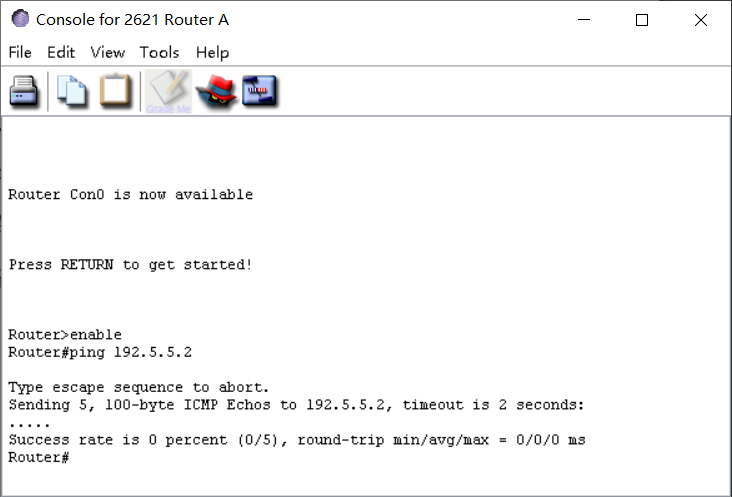 Console for 2621 Router A
File Edit View Tools Help
Grade Me
Router Con0 is now available
Press RETURN to get started!
Router>enable
Router#ping 192.5.5.2
Type escape sequence to abort.
Sending 5, 100-byte ICMP Echos to 192.5.5.2, timeout is 2 seconds:
.....
Success rate is 0 percent (0/5), round-trip min/avg/max = 0/0/0 ms
Router#